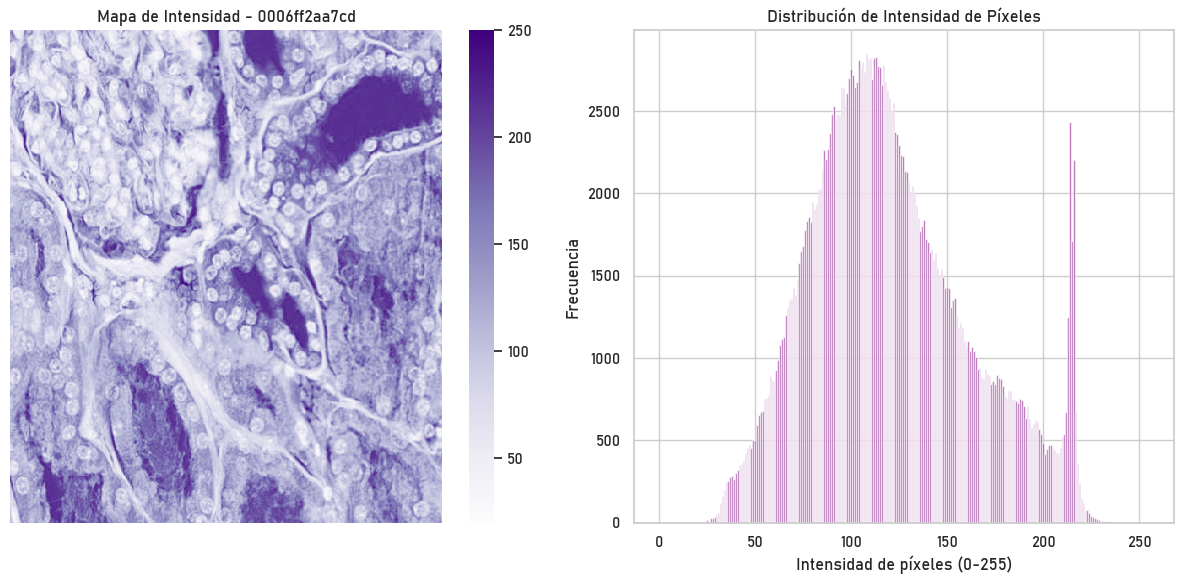 Mapa de Intensidad - 0006ff2aa7cd
250
200
150
100
50
Distribución de Intensidad de Píxeles
Frecuencia
2500
2000
1500
1000
500
0
0 50 100 150 200 250
Intensidad de píxeles (0-255)